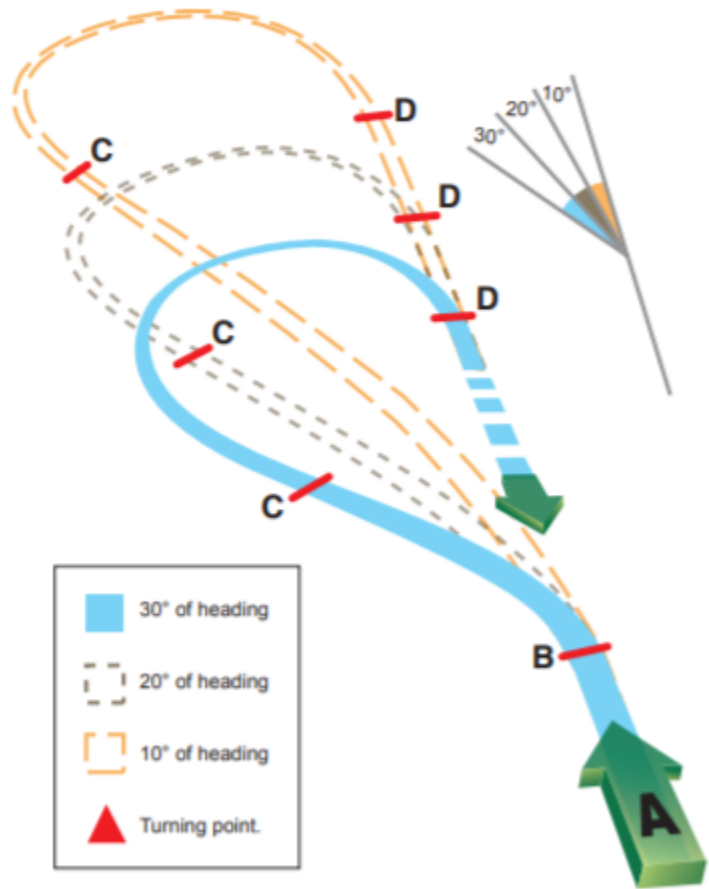 D
10°
20°
30°
C
D
D
C
C
B
A
30° of heading
20° of heading
10° of heading
Turning point.